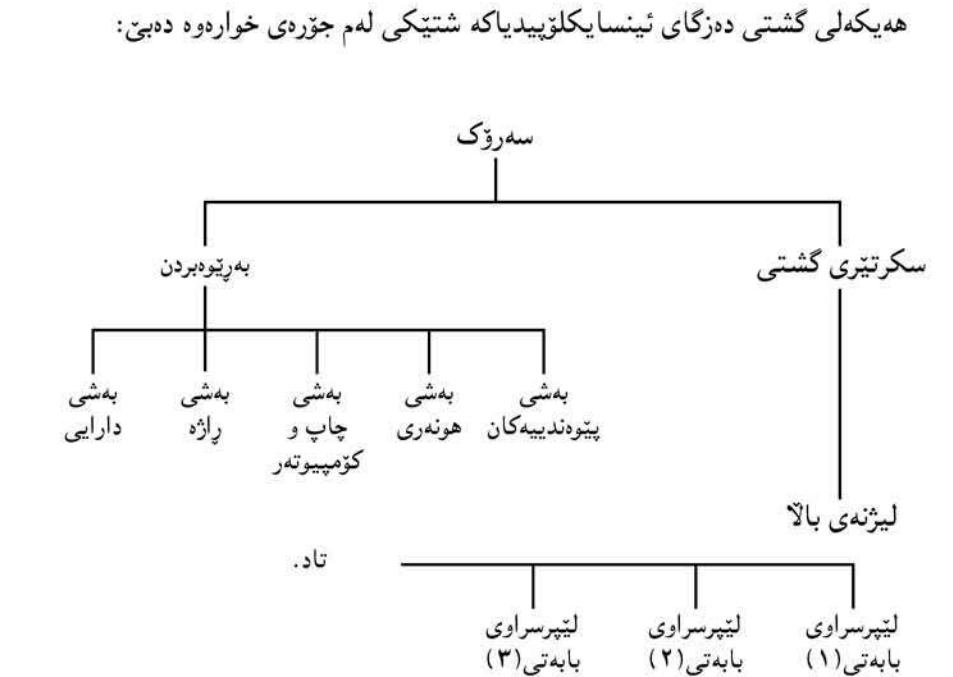 هەیکەلی گشتی دەزگای ئینسایکلۆپیدیاکە شتێکی لەم جۆرەی خوارەوە دەبێ:
سەرۆک
سکرتێری گشتی
بەڕێوەبردن
بەشی
پێوەندییەکان
بەشی
هونەری
بەشی
چاپ و
کۆمپیوتەر
بەشی
ڕاژە
بەشی
دارایی
لیژنەی باڵا
لێپرسراوی
بابەتی(١)
لێپرسراوی
بابەتی(٢)
لێپرسراوی
بابەتی(٣)
تاد.